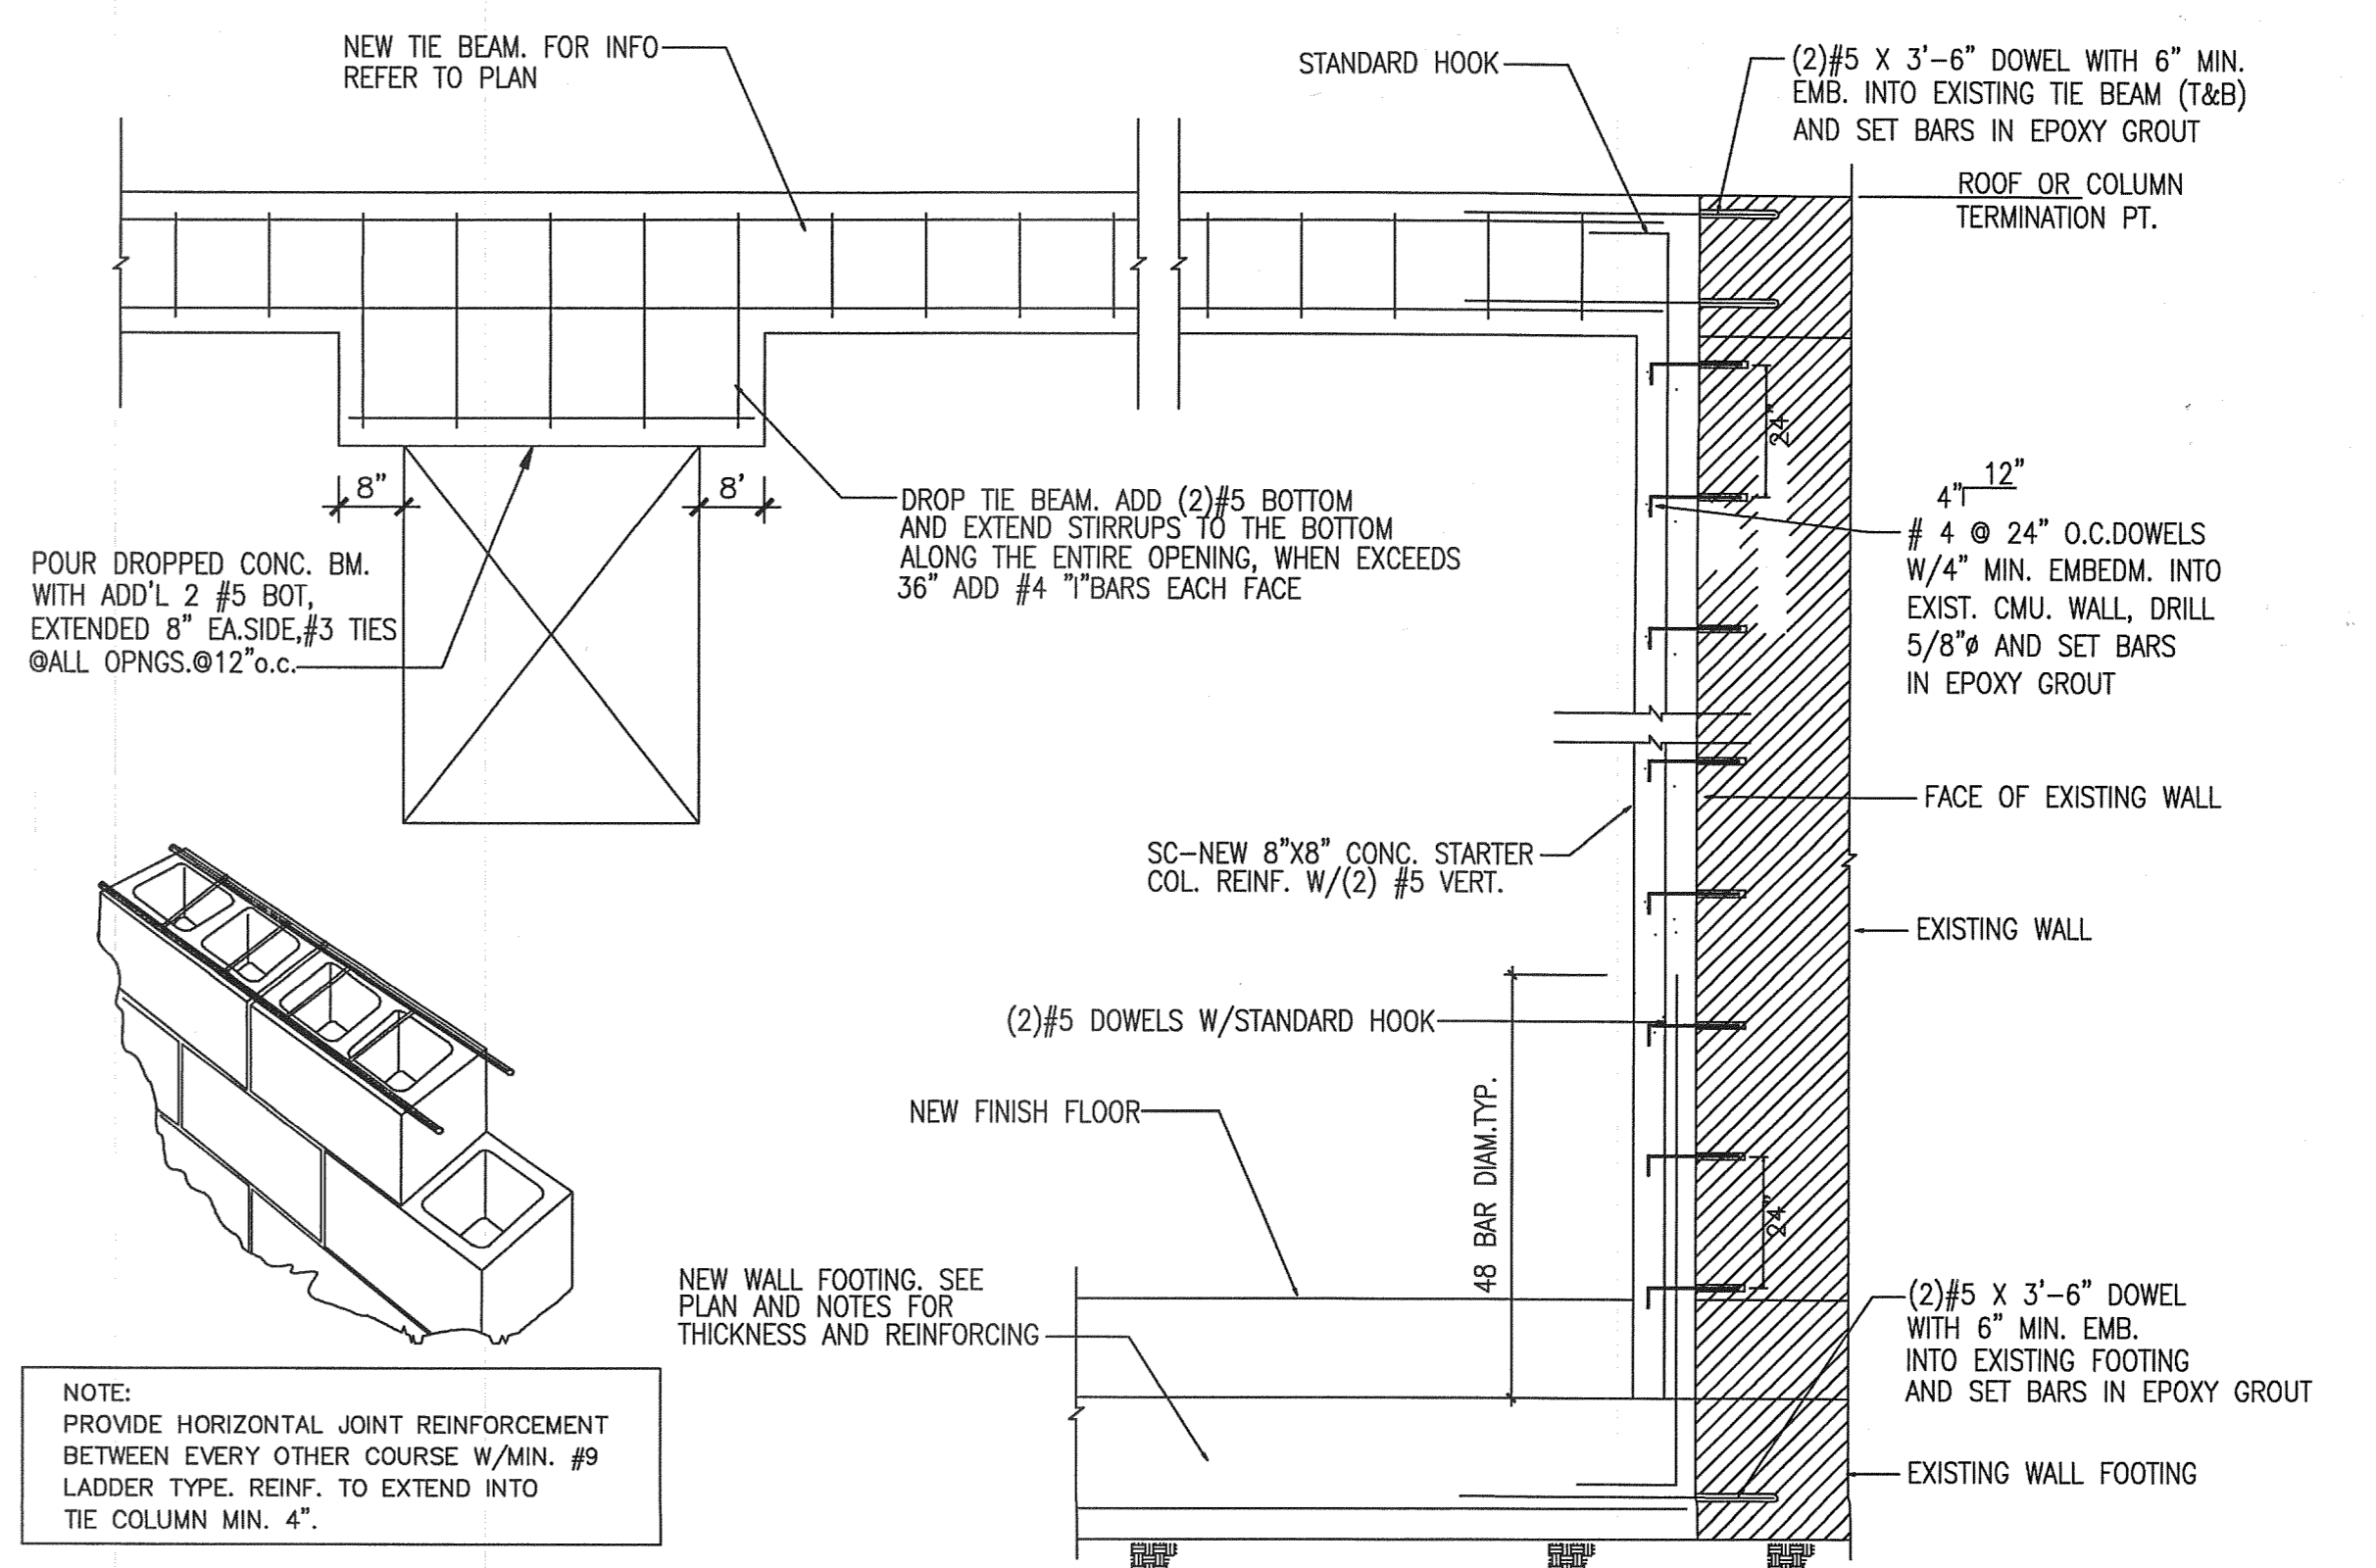 NEW TIE BEAM. FOR INFO
REFER TO PLAN
STANDARD HOOK
(2)#5 X 3'-6" DOWEL WITH 6" MIN.
EMB. INTO EXISTING TIE BEAM (T&B)
AND SET BARS IN EPOXY GROUT
ROOF OR COLUMN
TERMINATION PT.
24"
8"
8'
DROP TIE BEAM. ADD (2)#5 BOTTOM
AND EXTEND STIRRUPS TO THE BOTTOM
ALONG THE ENTIRE OPENING, WHEN EXCEEDS
36" ADD #4 "I"BARS EACH FACE
12"
4"
# 4 @ 24" O.C.DOWELS
W/4" MIN. EMBEDM. INTO
EXIST. CMU. WALL, DRILL
5/8"ø AND SET BARS
IN EPOXY GROUT
POUR DROPPED CONC. BM.
WITH ADD'L 2 #5 BOT,
EXTENDED 8" EA.SIDE,#3 TIES
@ALL OPNGS.@12"o.c.
FACE OF EXISTING WALL
SC-NEW 8"X8" CONC. STARTER
COL. REINF. W/(2) #5 VERT.
EXISTING WALL
(2)#5 DOWELS W/STANDARD HOOK
NEW FINISH FLOOR
48 BAR DIAM.TYP.
24"
NEW WALL FOOTING. SEE
PLAN AND NOTES FOR
THICKNESS AND REINFORCING
(2)#5 X 3'-6" DOWEL
WITH 6" MIN. EMB.
INTO EXISTING FOOTING
AND SET BARS IN EPOXY GROUT
EXISTING WALL FOOTING
NOTE:
PROVIDE HORIZONTAL JOINT REINFORCEMENT
BETWEEN EVERY OTHER COURSE W/MIN. #9
LADDER TYPE. REINF. TO EXTEND INTO
TIE COLUMN MIN. 4".